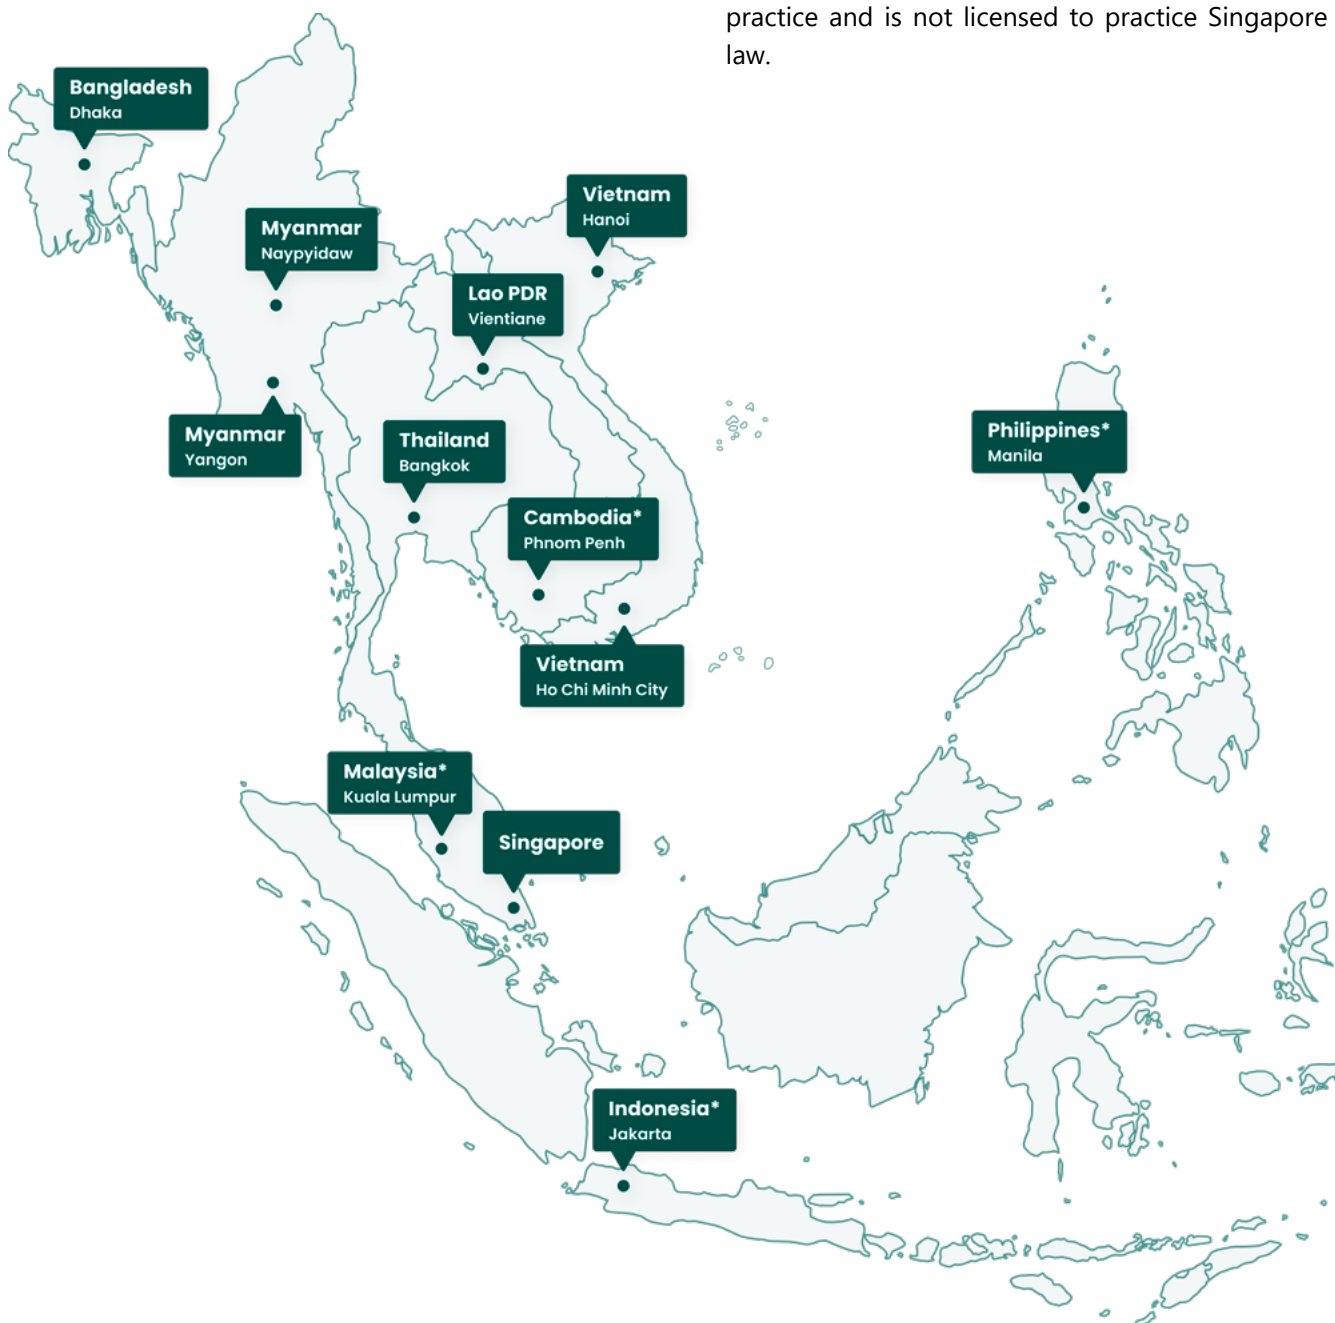 practice and is not licensed to practice Singapore
law.
Bangladesh
Dhaka
Vietnam
Hanoi
Myanmar
Naypyidaw
Lao PDR
Vientiane
Myanmar
Yangon
Thailand
Bangkok
Philippines*
Manila
Cambodia*
Phnom Penh
Vietnam
Ho Chi Minh City
Malaysia*
Kuala Lumpur
Singapore
Indonesia*
Jakarta